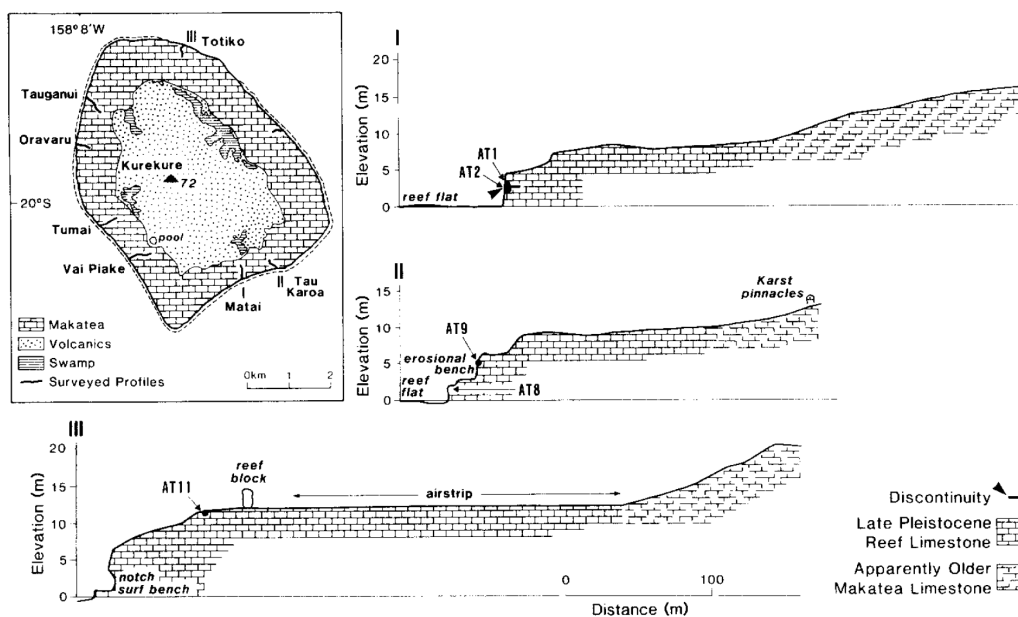 158° 8'W
III
Totiko
Tauganui
Oravaru
Kurekure
72
20°S
Tumai
pool
Vai Piake
I
Matai
II
Tau
Karoa
Makatea
Volcanics
Swamp
Surveyed Profiles
0km 1 2
I
20
15
10
5
0
Elevation (m)
AT1
AT2
reef flat
II
15
10
5
0
Elevation (m)
Karst
pinnacles
AT9
erosional
bench
reef
flat
AT8
III
20
15
10
5
0
Elevation (m)
AT11
reef
block
airstrip
notch
surf bench
0 100
Distance (m)
Discontinuity
Late Pleistocene
Reef Limestone
Apparently Older
Makatea Limestone